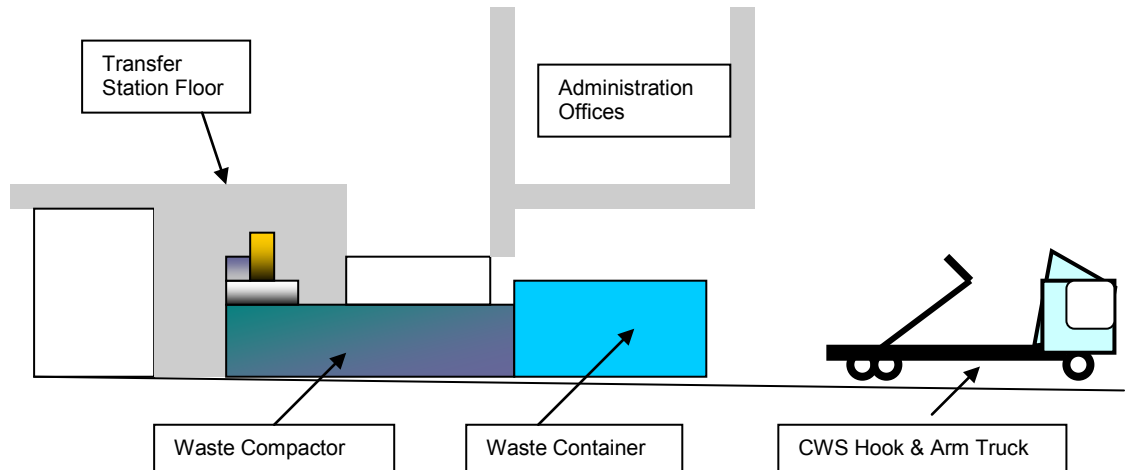 Transfer
Station Floor
Administration
Offices
Waste Compactor
Waste Container
CWS Hook & Arm Truck